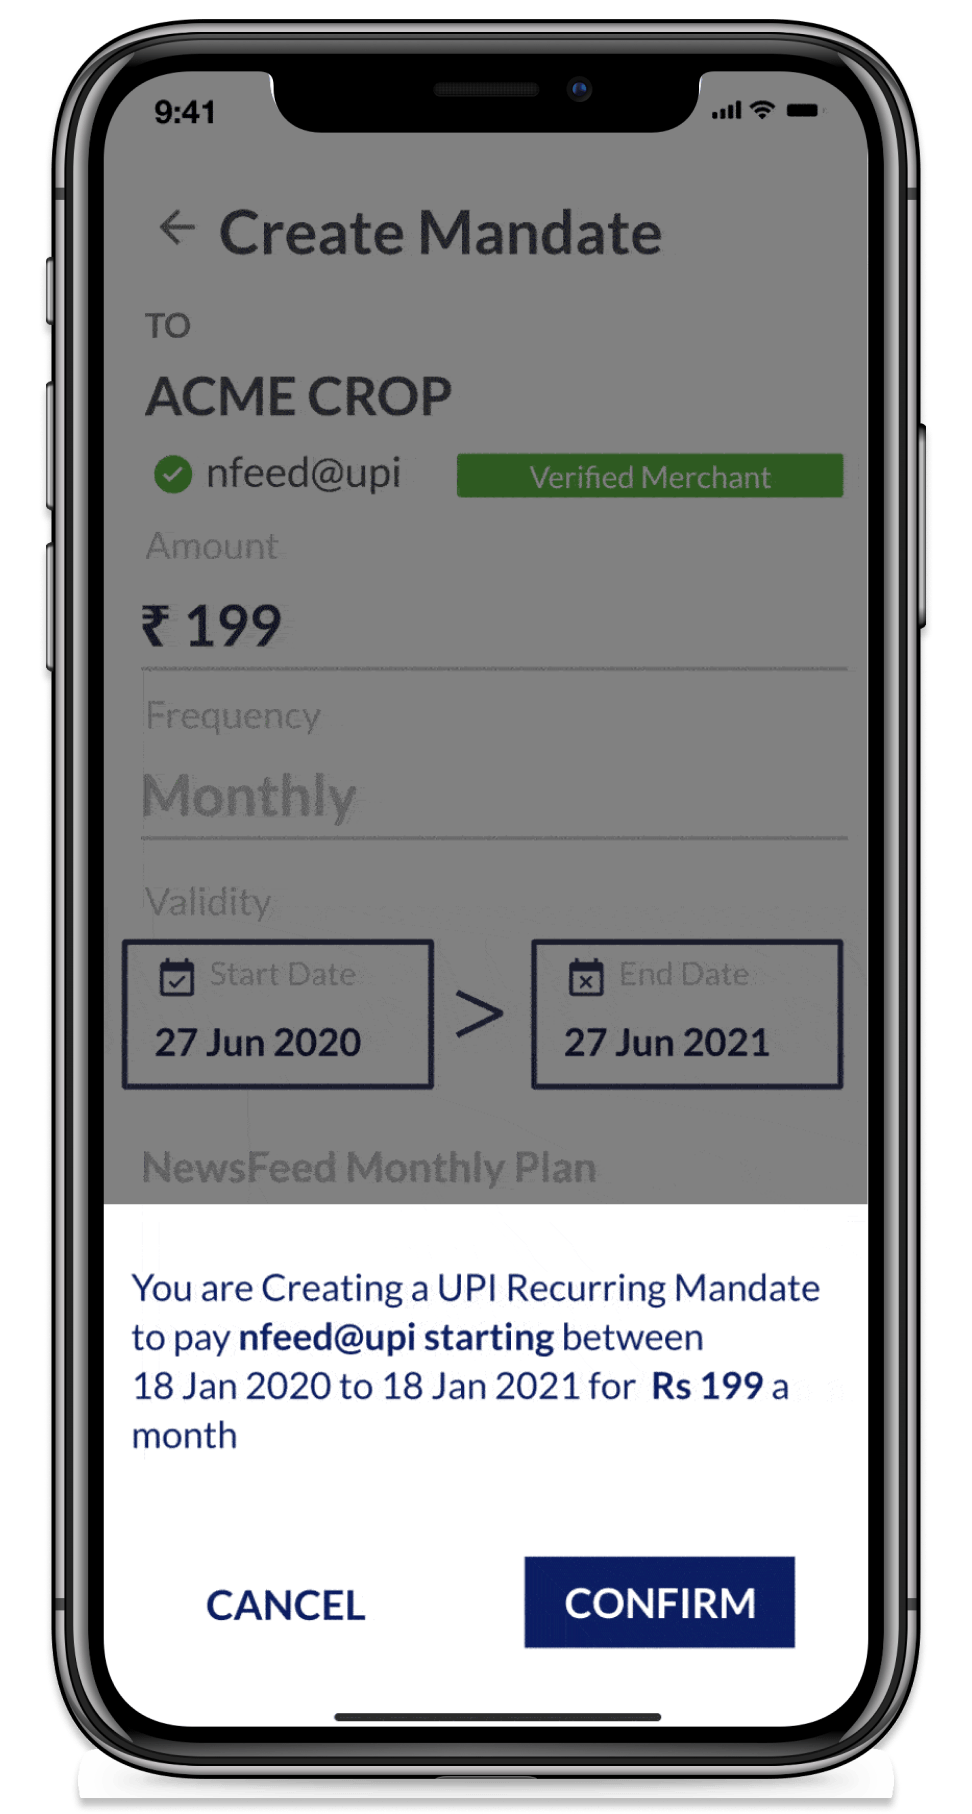 9:41
Create Mandate
TO
ACME CROP
nfeed@upi Verified Merchant
Amount
₹ 199
Frequency
Monthly
Validity
Start Date
27 Jun 2020
>
End Date
27 Jun 2021
NewsFeed Monthly Plan
You are Creating a UPI Recurring Mandate
to pay nfeed@upi starting between
18 Jan 2020 to 18 Jan 2021 for Rs 199 a
month
CANCEL
CONFIRM